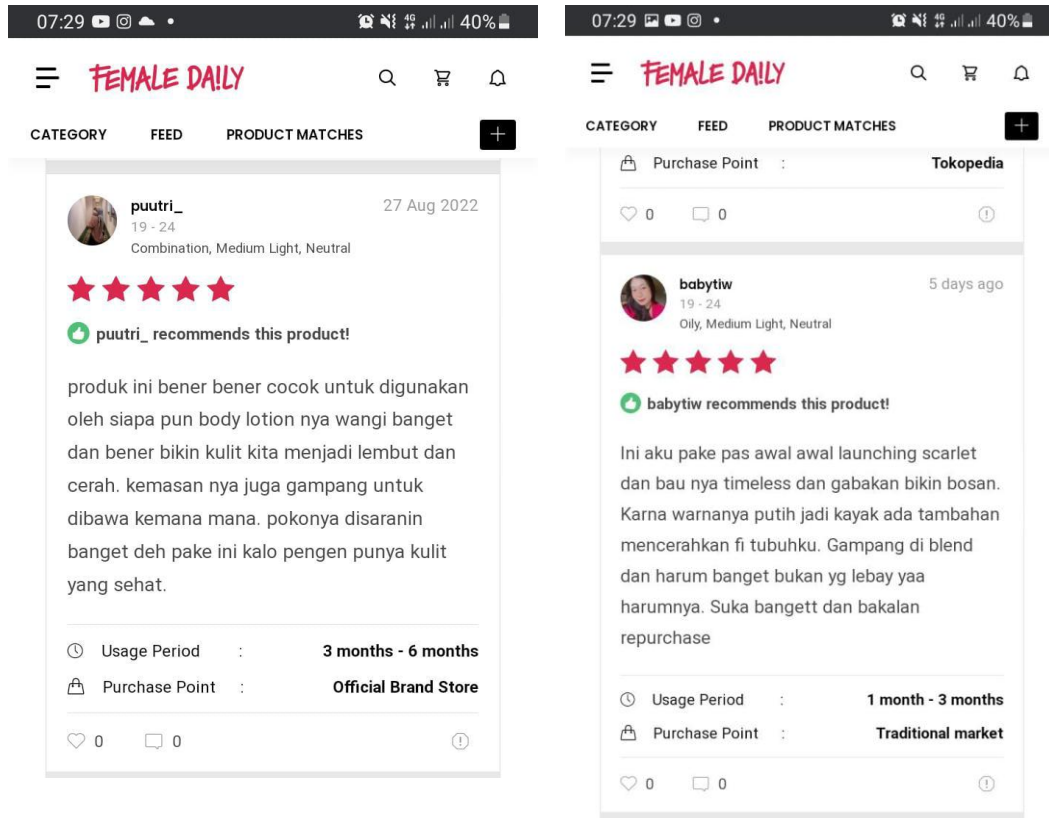 07:29 4G 40%
FEMALE DA!LY
CATEGORY FEED PRODUCT MATCHES +
puutri_ 27 Aug 2022
19 - 24
Combination, Medium Light, Neutral
puutri_ recommends this product!
produk ini bener bener cocok untuk digunakan
oleh siapa pun body lotion nya wangi banget
dan bener bikin kulit kita menjadi lembut dan
cerah. kemasan nya juga gampang untuk
dibawa kemana mana. pokonya disaranin
banget deh pake ini kalo pengen punya kulit
yang sehat.
Usage Period : 3 months - 6 months
Purchase Point : Official Brand Store
0 0
07:29 4G 40%
FEMALE DA!LY
CATEGORY FEED PRODUCT MATCHES +
Purchase Point : Tokopedia
0 0
babytiw 5 days ago
19 - 24
Oily, Medium Light, Neutral
babytiw recommends this product!
Ini aku pake pas awal awal launching scarlet
dan bau nya timeless dan gabakan bikin bosan.
Karna warnanya putih jadi kayak ada tambahan
mencerahkan fi tubuhku. Gampang di blend
dan harum banget bukan yg lebay yaa
harumnya. Suka bangett dan bakalan
repurchase
Usage Period : 1 month - 3 months
Purchase Point : Traditional market
0 0